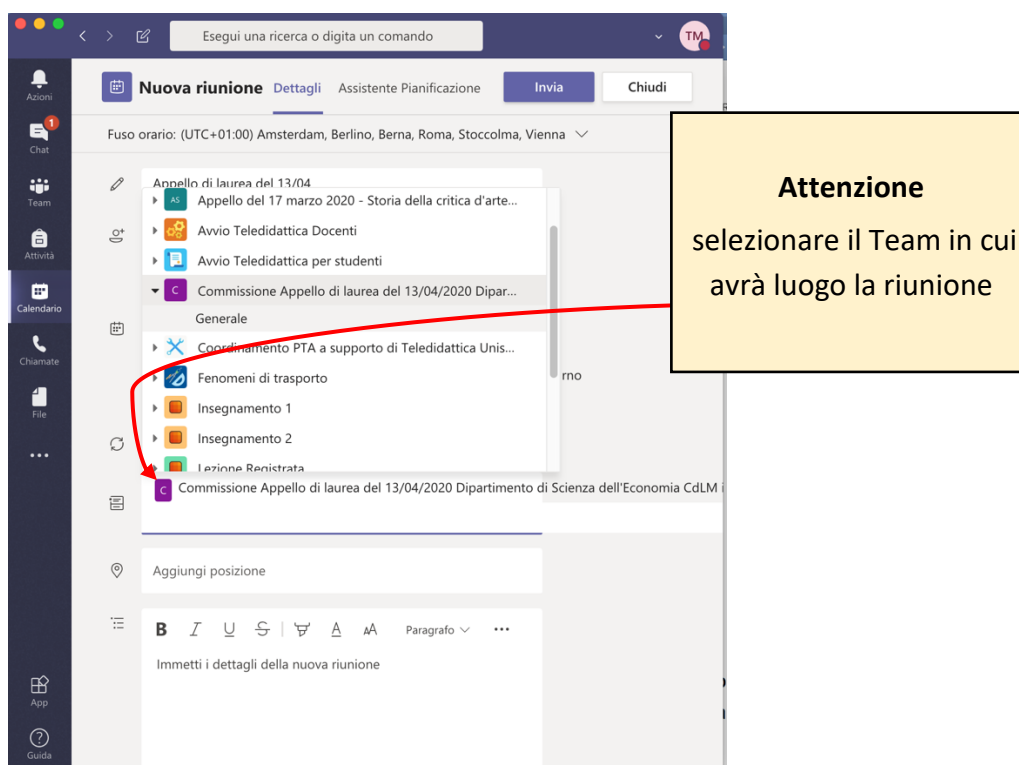 Esegui una ricerca o digita un comando
TM
Azioni
1
Chat
Team
Attività
Calendario
Chiamate
File
App
Guida
Nuova riunione Dettagli Assistente Pianificazione Invia Chiudi
Fuso orario: (UTC+01:00) Amsterdam, Berlino, Berna, Roma, Stoccolma, Vienna
Appello di laurea del 13/04
AS Appello del 17 marzo 2020 - Storia della critica d'arte...
Avvio Teledidattica Docenti
Avvio Teledidattica per studenti
C Commissione Appello di laurea del 13/04/2020 Dipar...
Generale
Coordinamento PTA a supporto di Teledidattica Unis...
Fenomeni di trasporto
rno
Insegnamento 1
Insegnamento 2
Lezione Registrata
C Commissione Appello di laurea del 13/04/2020 Dipartimento di Scienza dell'Economia CdLM i
Aggiungi posizione
B I U S A AA Paragrafo
Immetti i dettagli della nuova riunione
Attenzione
selezionare il Team in cui
avrà luogo la riunione